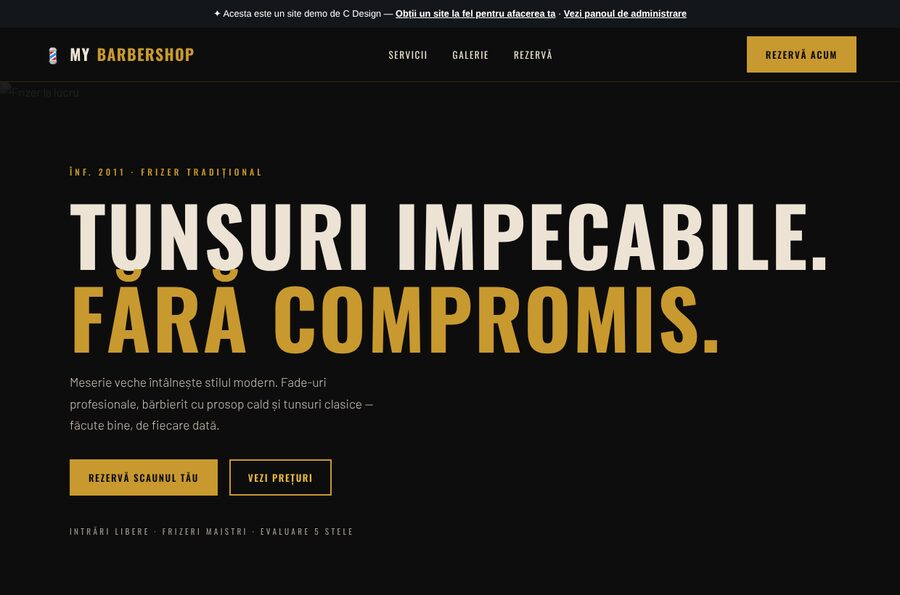 ✦ Acesta este un site demo de C Design — Obții un site la fel pentru afacerea ta · Vezi panoul de administrare
MY BARBERSHOP
SERVICII
GALERIE
REZERVĂ
REZERVĂ ACUM
Frizer la lucru
ÎNF. 2011 · FRIZER TRADIȚIONAL
TUNSURI IMPECABILE.
FĂRĂ COMPROMIS.
Meserie veche întâlnește stilul modern. Fade-uri
profesionale, bărbierit cu prosop cald și tunsuri clasice —
făcute bine, de fiecare dată.
REZERVĂ SCAUNUL TĂU
VEZI PREȚURI
INTRĂRI LIBERE · FRIZERI MAISTRI · EVALUARE 5 STELE